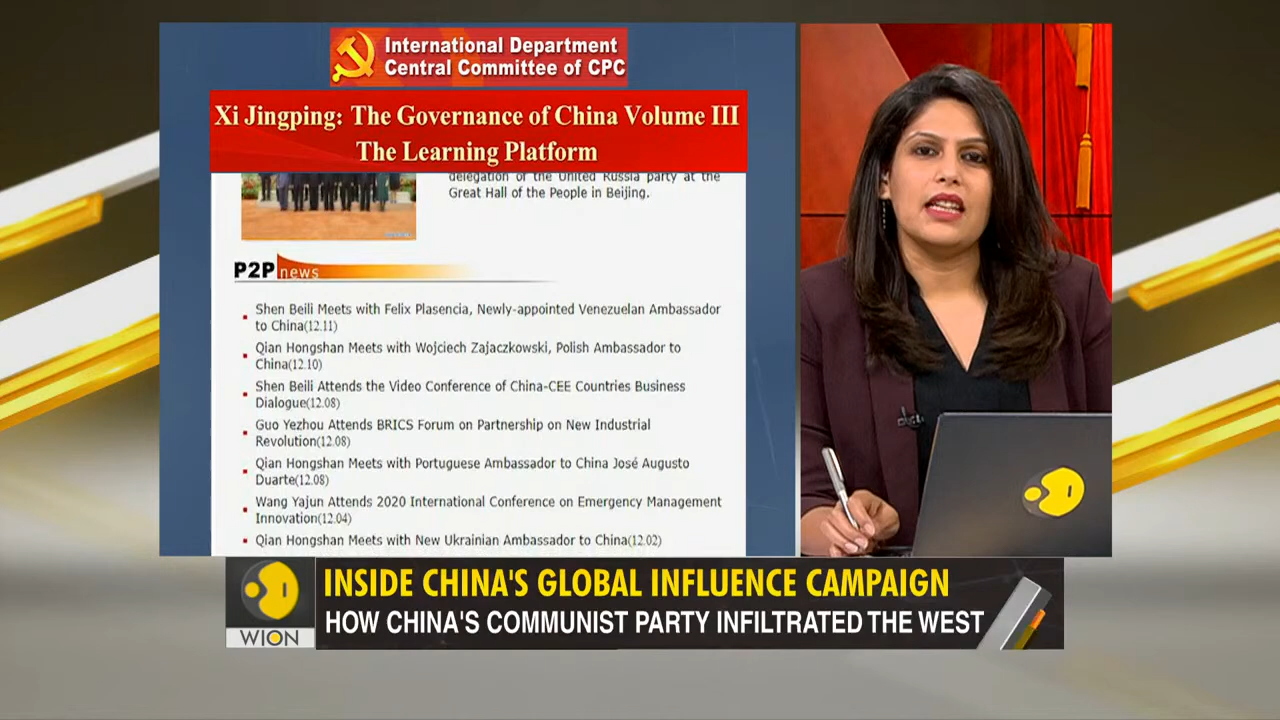 International Department
Central Committee of CPC
Xi Jingping: The Governance of China Volume III
The Learning Platform
delegation of the United Russia party at the
Great Hall of the People in Beijing.
P2P news
Shen Beili Meets with Felix Plasencia, Newly-appointed Venezuelan Ambassador
to China(12.11)
Qian Hongshan Meets with Wojciech Zajaczkowski, Polish Ambassador to
China(12.10)
Shen Beili Attends the Video Conference of China-CEE Countries Business
Dialogue(12.08)
Guo Yezhou Attends BRICS Forum on Partnership on New Industrial
Revolution(12.08)
Qian Hongshan Meets with Portuguese Ambassador to China José Augusto
Duarte(12.08)
Wang Yajun Attends 2020 International Conference on Emergency Management
Innovation(12.04)
Qian Hongshan Meets with New Ukrainian Ambassador to China(12.02)
INSIDE CHINA'S GLOBAL INFLUENCE CAMPAIGN
HOW CHINA'S COMMUNIST PARTY INFILTRATED THE WEST
WION